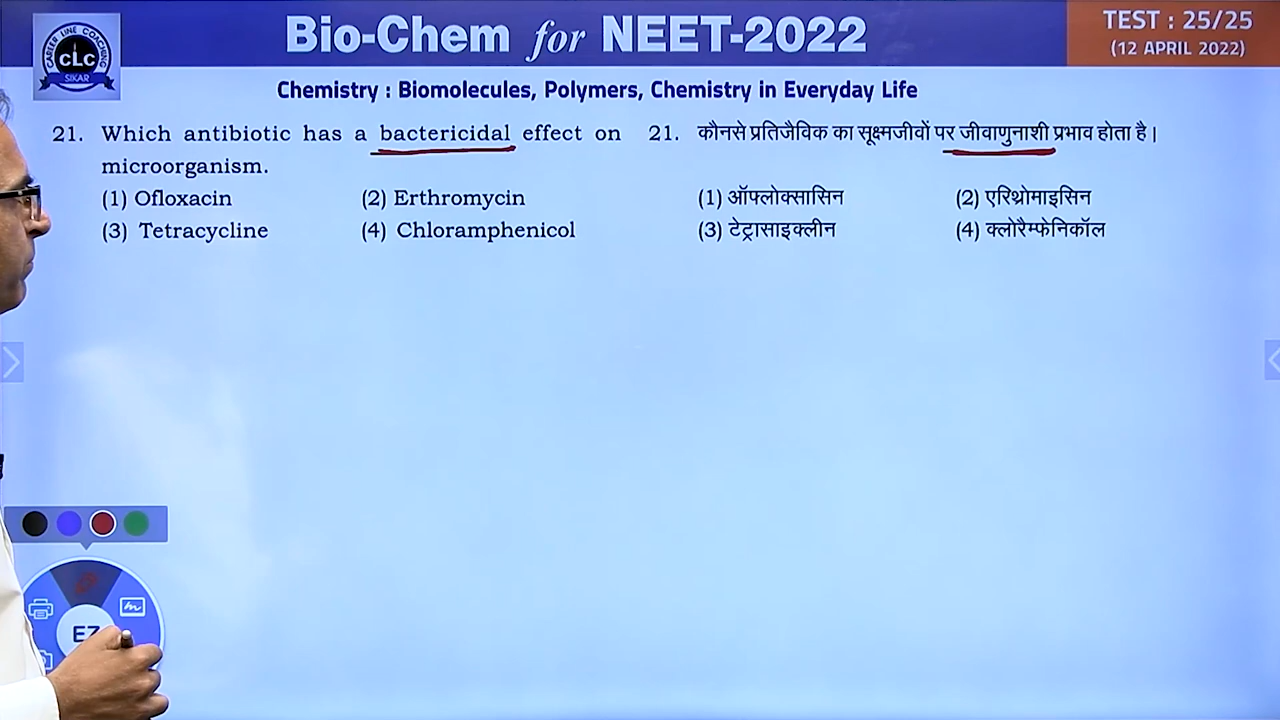 Bio-Chem for NEET-2022
TEST : 25/25
(12 APRIL 2022)
CAREER LINE COACHING
CLC
SIKAR
Chemistry : Biomolecules, Polymers, Chemistry in Everyday Life
21. Which antibiotic has a bactericidal effect on
microorganism.
(1) Ofloxacin (2) Erthromycin
(3) Tetracycline (4) Chloramphenicol
21. कौनसे प्रतिजैविक का सूक्ष्मजीवों पर जीवाणुनाशी प्रभाव होता है।
(1) ऑफ्लोक्सासिन (2) एरिथ्रोमाइसिन
(3) टेट्रासाइक्लीन (4) क्लोरैम्फेनिकॉल
EZ